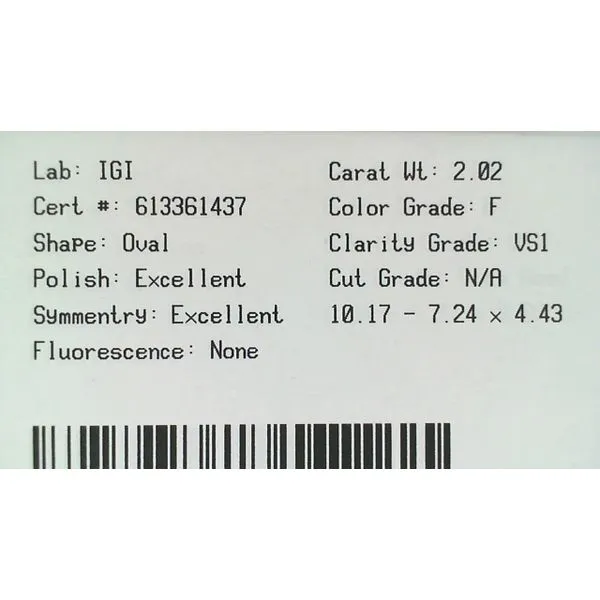 Lab: IGI
Cert #: 613361437
Shape: Oval
Polish: Excellent
Symmentry: Excellent
Fluorescence: None
Carat Wt: 2.02
Color Grade: F
Clarity Grade: VS1
Cut Grade: N/A
10.17 - 7.24 x 4.43